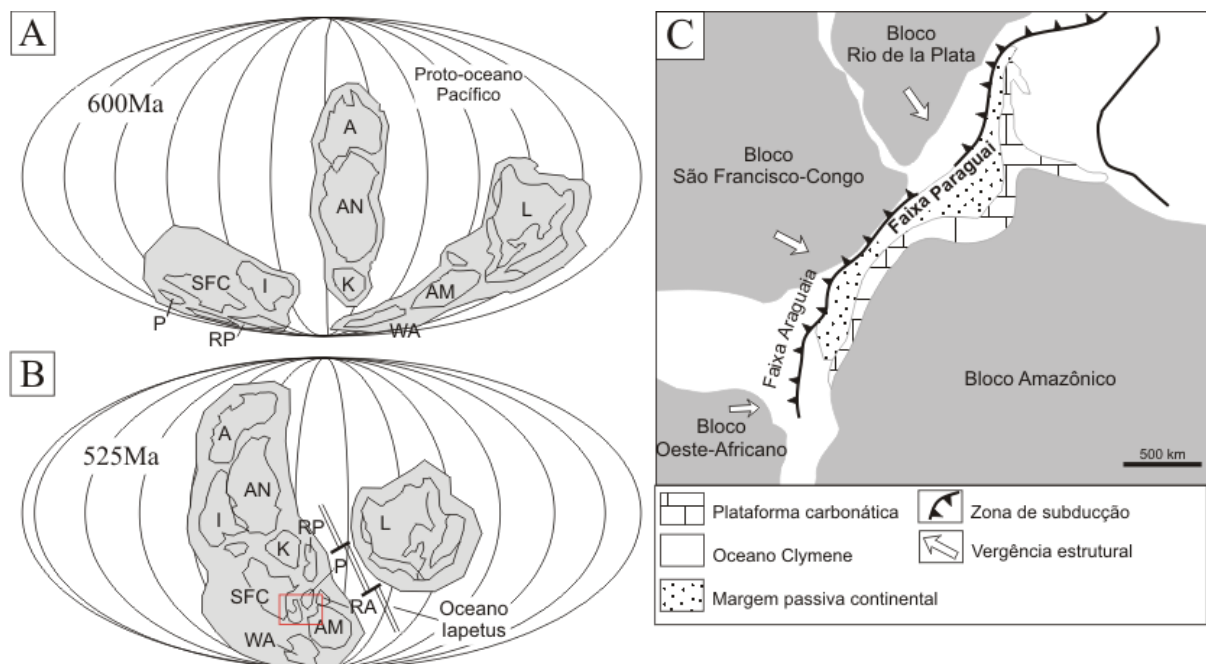 A
600Ma
Proto-oceano
Pacífico
A
AN
K
L
AM
WA
SFC
I
P
RP
B
525Ma
A
AN
I
K
RP
P
L
SFC
RA
AM
WA
Oceano
Iapetus
C
Bloco
Rio de la Plata
Bloco
São Francisco-Congo
Faixa Paraguai
Faixa Araguaia
Bloco Amazônico
Bloco
Oeste-Africano
500 km
Plataforma carbonática
Zona de subducção
Oceano Clymene
Vergência estrutural
Margem passiva continental